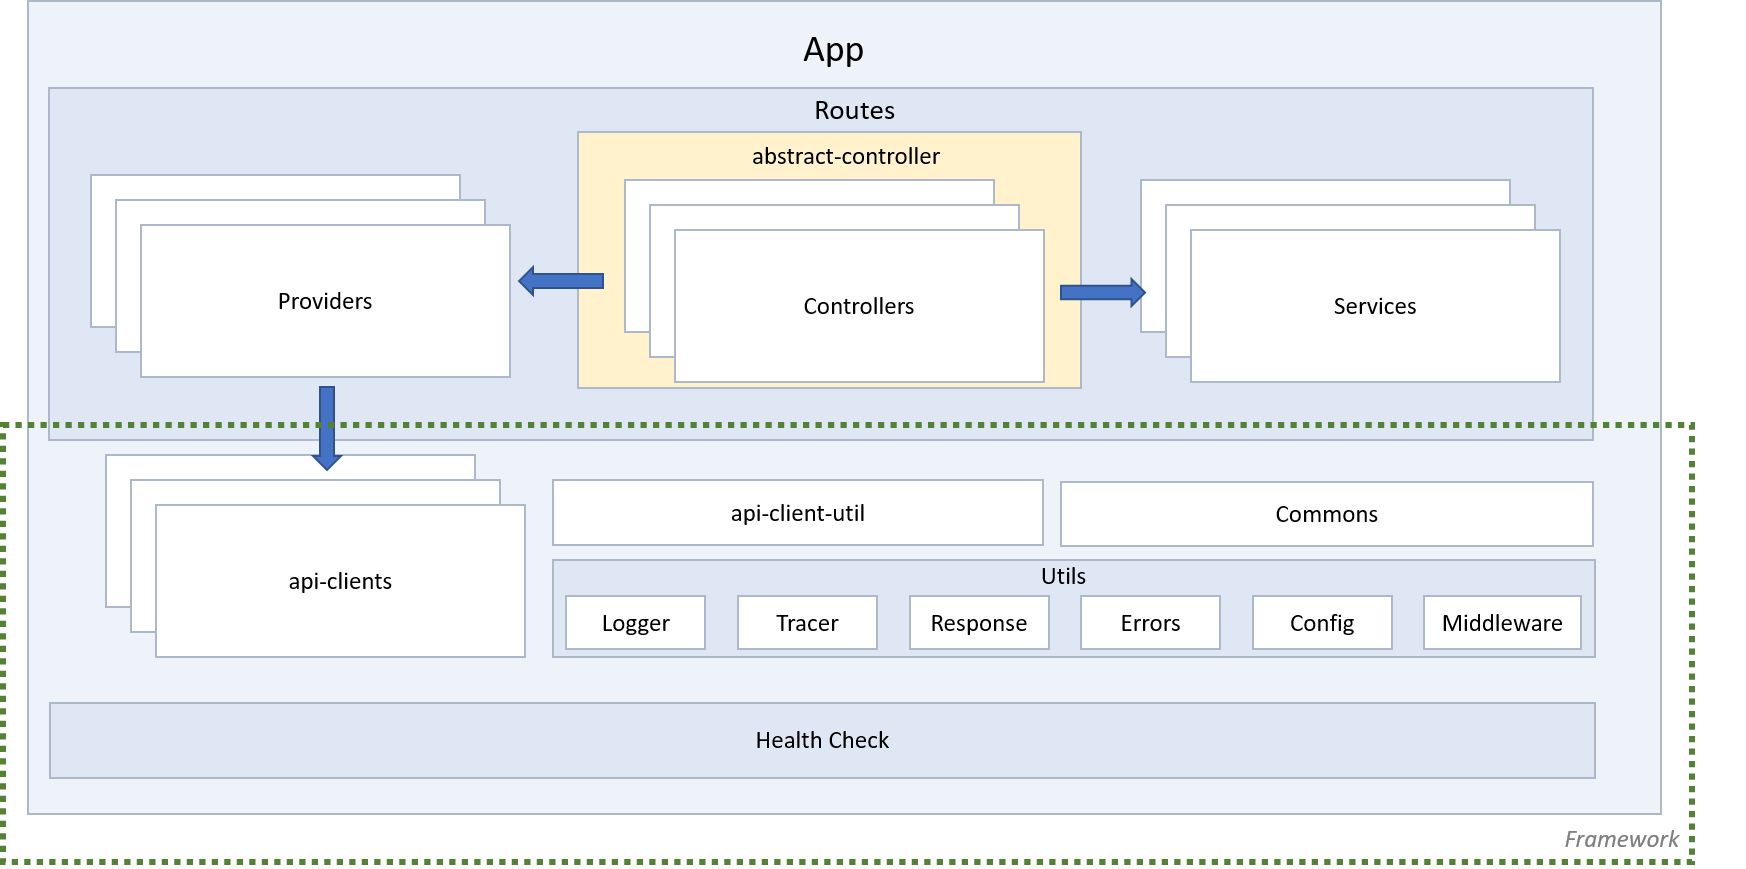 App
Routes
abstract-controller
Providers
Controllers
Services
api-clients
api-client-util
Commons
Utils
Logger
Tracer
Response
Errors
Config
Middleware
Health Check
Framework